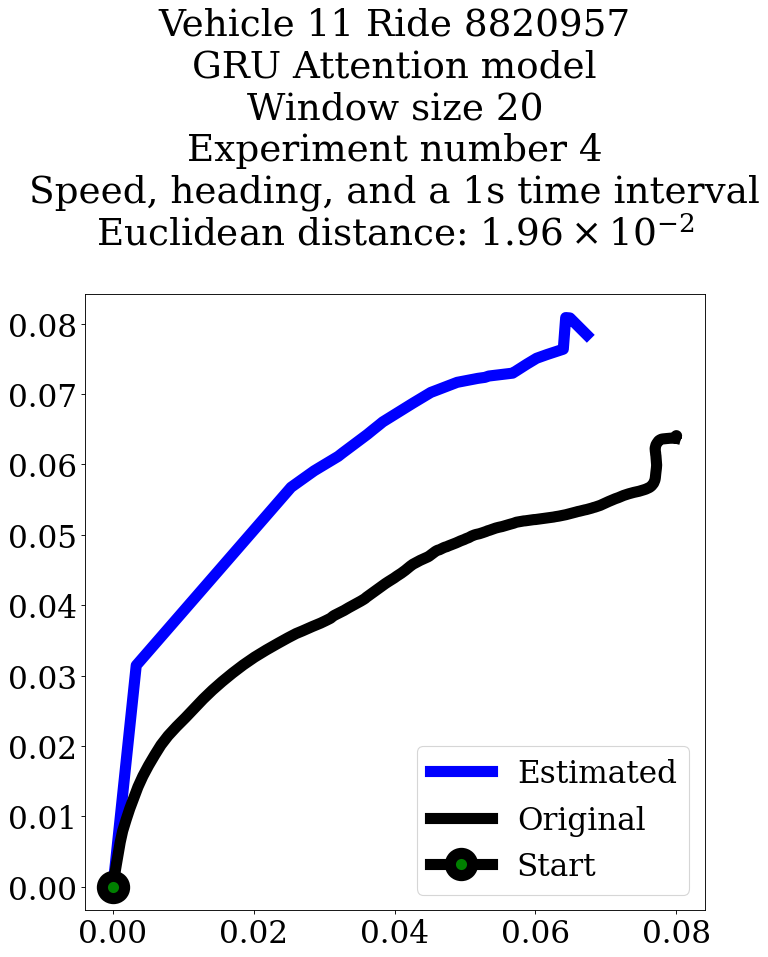 Vehicle 11 Ride 8820957
GRU Attention model
Window size 20
Experiment number 4
Speed, heading, and a 1s time interval
Euclidean distance: 1.96 × 10⁻²
0.08
0.07
0.06
0.05
0.04
0.03
0.02
0.01
0.00
Estimated
Original
Start
0.00 0.02 0.04 0.06 0.08